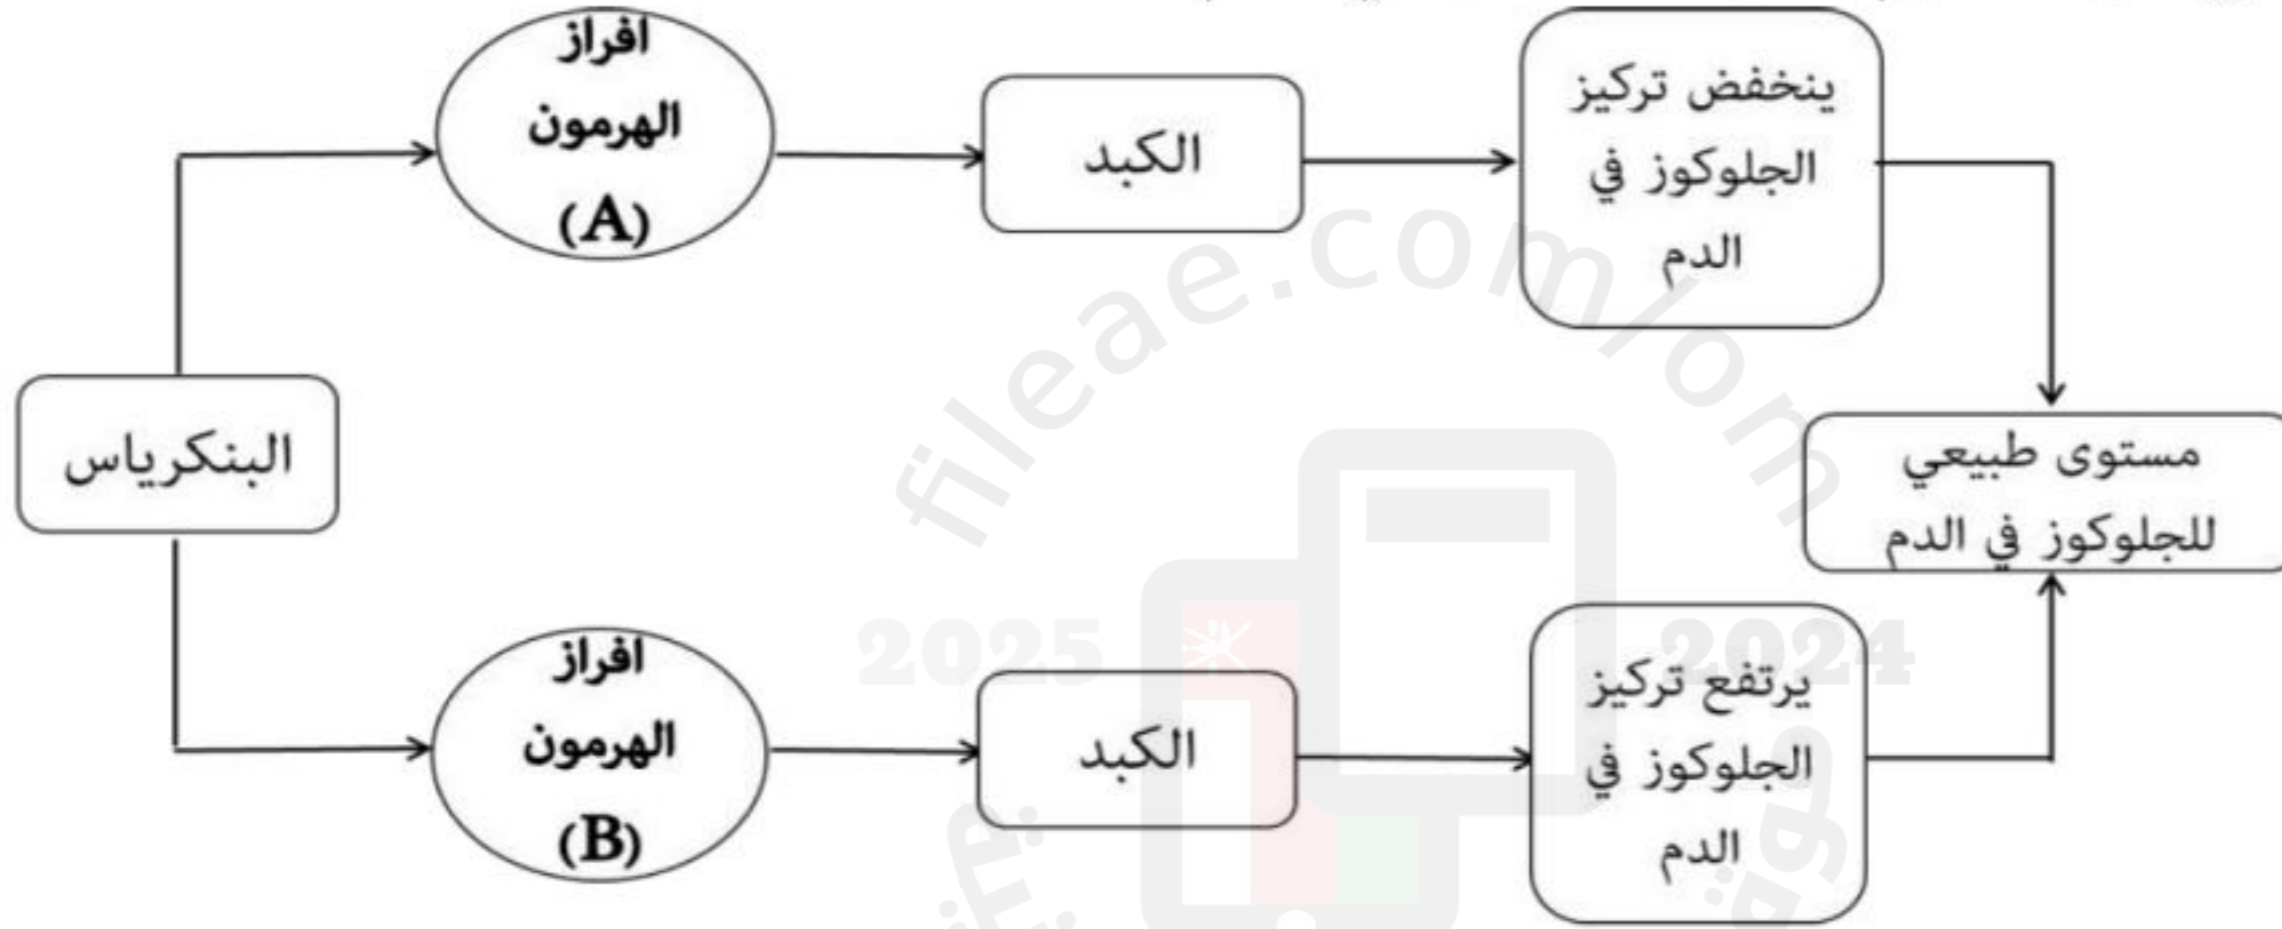 افراز
الهرمون
(A)
الكبد
ينخفض تركيز
الجلوكوز في
الدم
البنكرياس
مستوى طبيعي
للجلوكوز في الدم
افراز
الهرمون
(B)
الكبد
يرتفع تركيز
الجلوكوز في
الدم
fileae.com/om
2025
2024